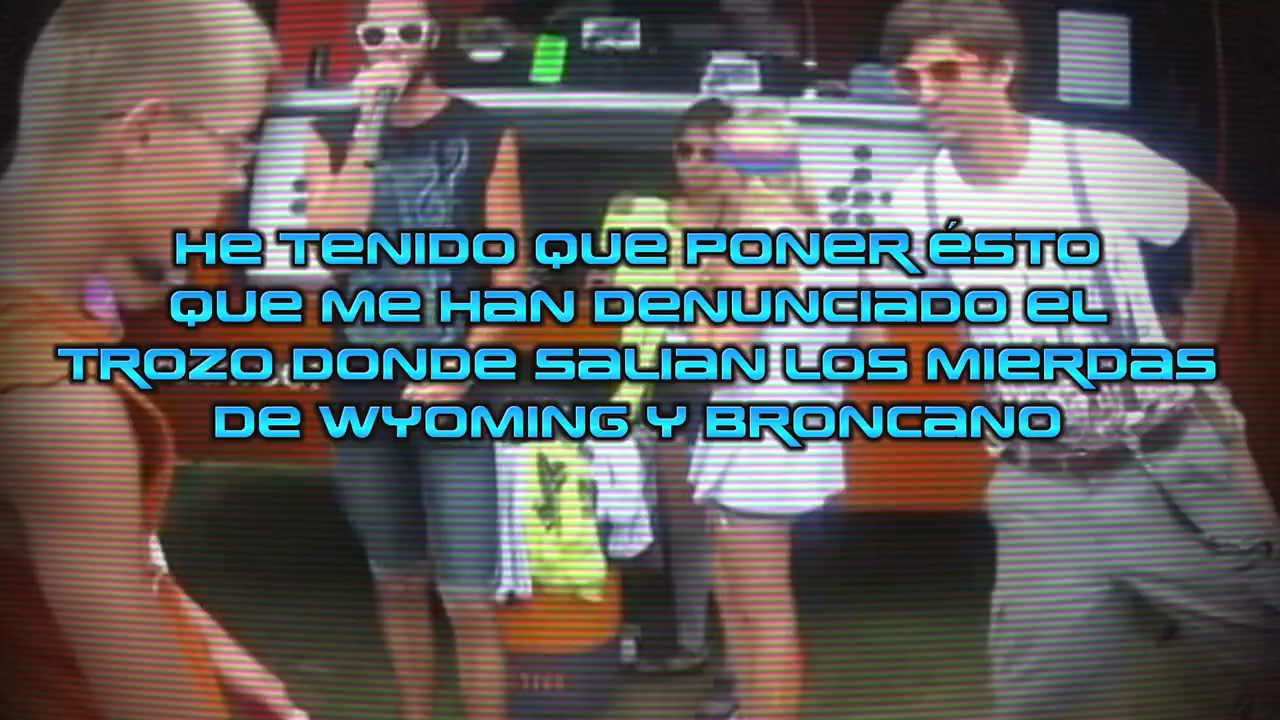 HE TENIDO QUE PONER ÉSTO
QUE ME HAN DENUNCIADO EL
TROZO DONDE SALIAN LOS MIERDAS
DE WYOMING Y BRONCANO